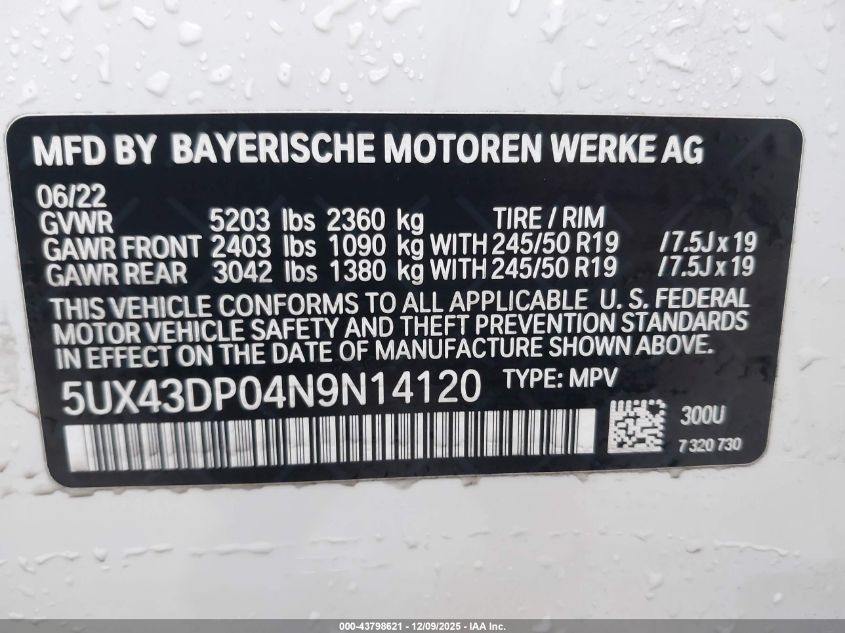 MFD BY BAYERISCHE MOTOREN WERKE AG
06/22
GVWR 5203 lbs 2360 kg TIRE / RIM
GAWR FRONT 2403 lbs 1090 kg WITH 245/50 R19 / 7.5J x 19
GAWR REAR 3042 lbs 1380 kg WITH 245/50 R19 / 7.5J x 19
THIS VEHICLE CONFORMS TO ALL APPLICABLE U. S. FEDERAL
MOTOR VEHICLE SAFETY AND THEFT PREVENTION STANDARDS
IN EFFECT ON THE DATE OF MANUFACTURE SHOWN ABOVE.
5UX43DP04N9N14120 TYPE: MPV
300U
7 320 730
000-43798621 - 12/09/2025 - IAA Inc.